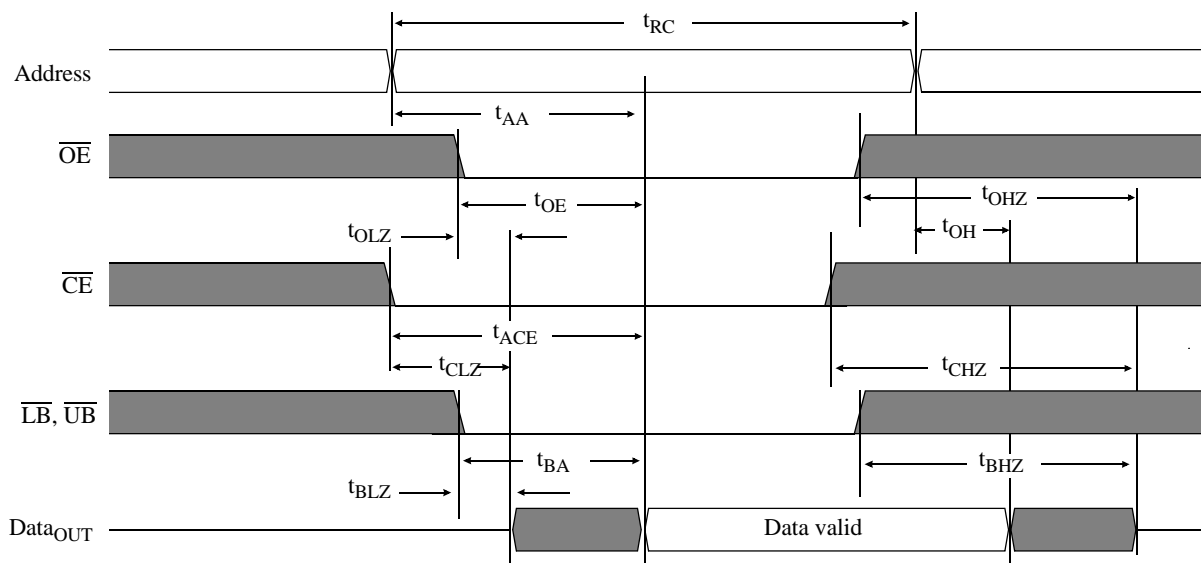 tRC
Address
tAA
OE
tOE
tOHZ
tOLZ
tOH
CE
tACE
tCLZ
tCHZ
LB, UB
tBA
tBHZ
tBLZ
DataOUT
Data valid